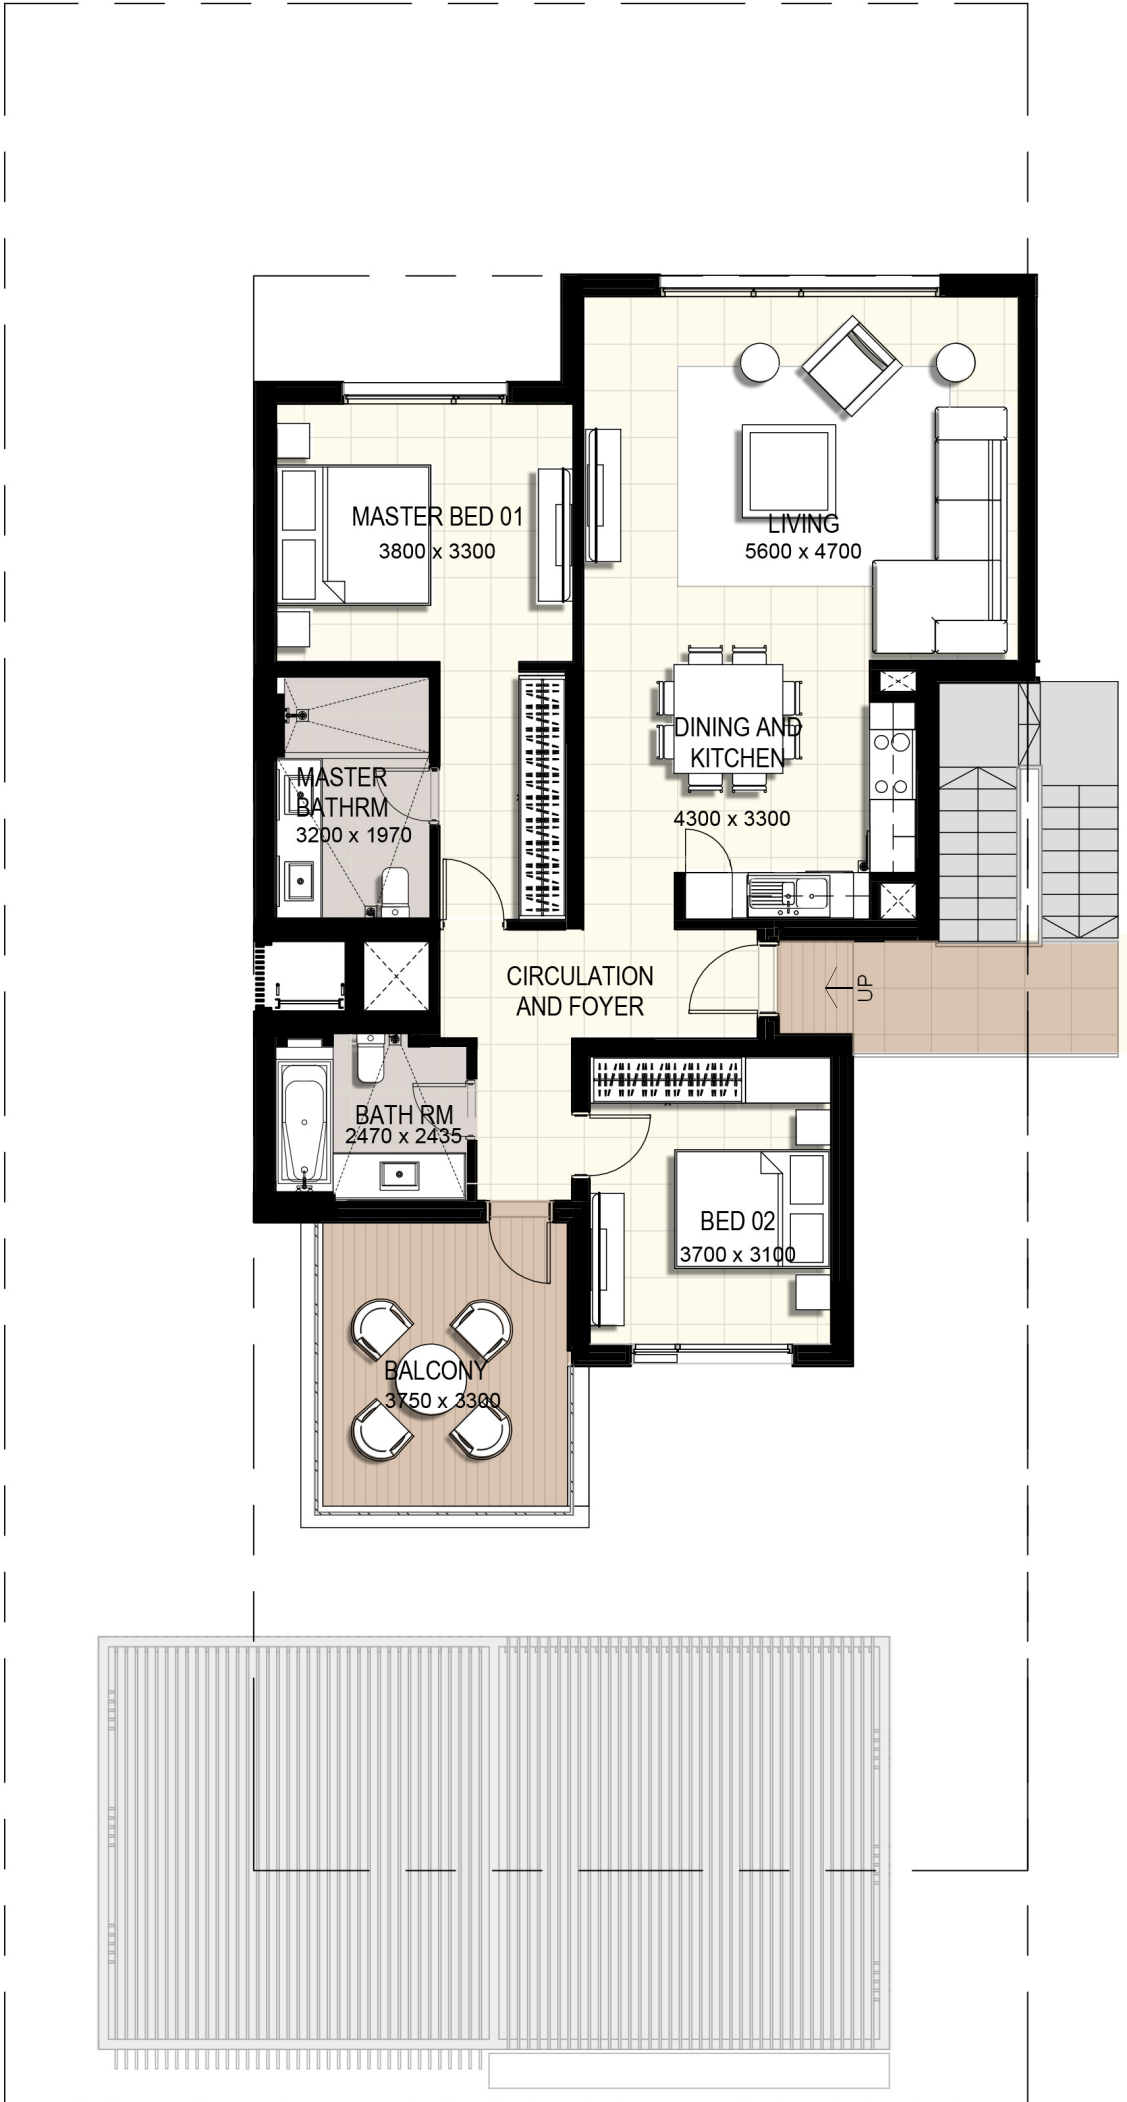 MASTER BED 01
3800 x 3300
LIVING
5600 x 4700
DINING AND
KITCHEN
4300 x 3300
MASTER
BATHRM
3200 x 1970
CIRCULATION
AND FOYER
UP
BATH RM
2470 x 2435
BED 02
3700 x 3100
BALCONY
3750 x 3300